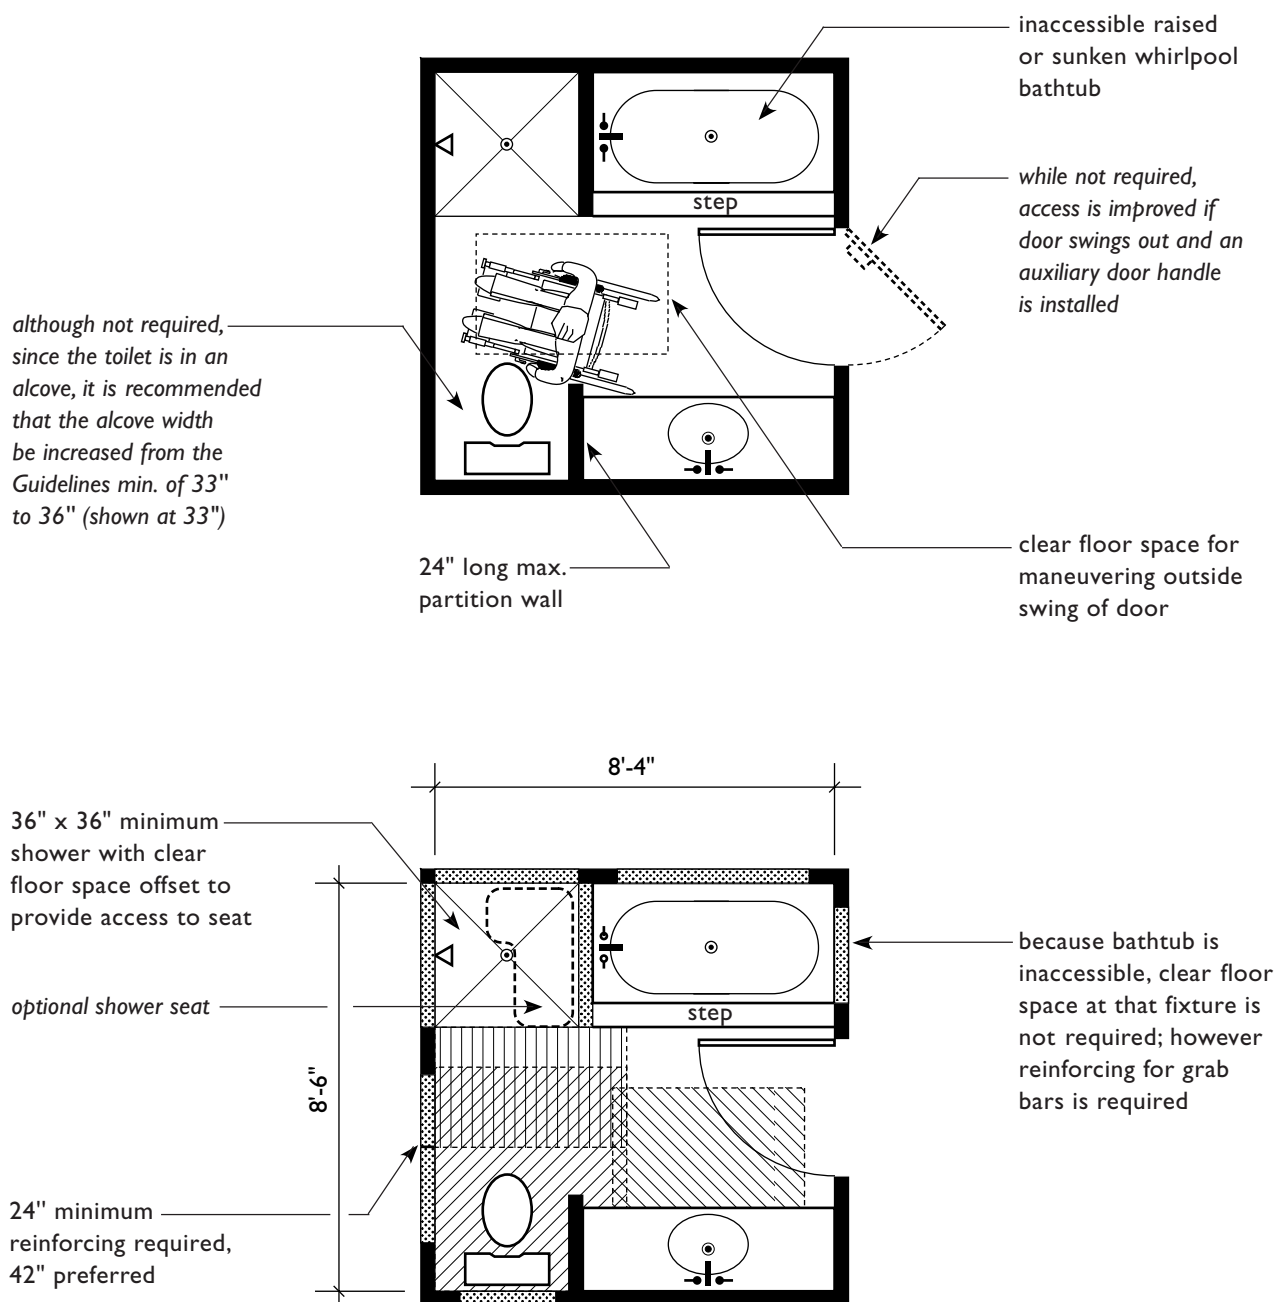 inaccessible raised
or sunken whirlpool
bathtub
step
while not required,
access is improved if
door swings out and an
auxiliary door handle
is installed
although not required,
since the toilet is in an
alcove, it is recommended
that the alcove width
be increased from the
Guidelines min. of 33"
to 36" (shown at 33")
24" long max.
partition wall
clear floor space for
maneuvering outside
swing of door
8'-4"
36" x 36" minimum
shower with clear
floor space offset to
provide access to seat
optional shower seat
step
8'-6"
because bathtub is
inaccessible, clear floor
space at that fixture is
not required; however
reinforcing for grab
bars is required
24" minimum
reinforcing required,
42" preferred